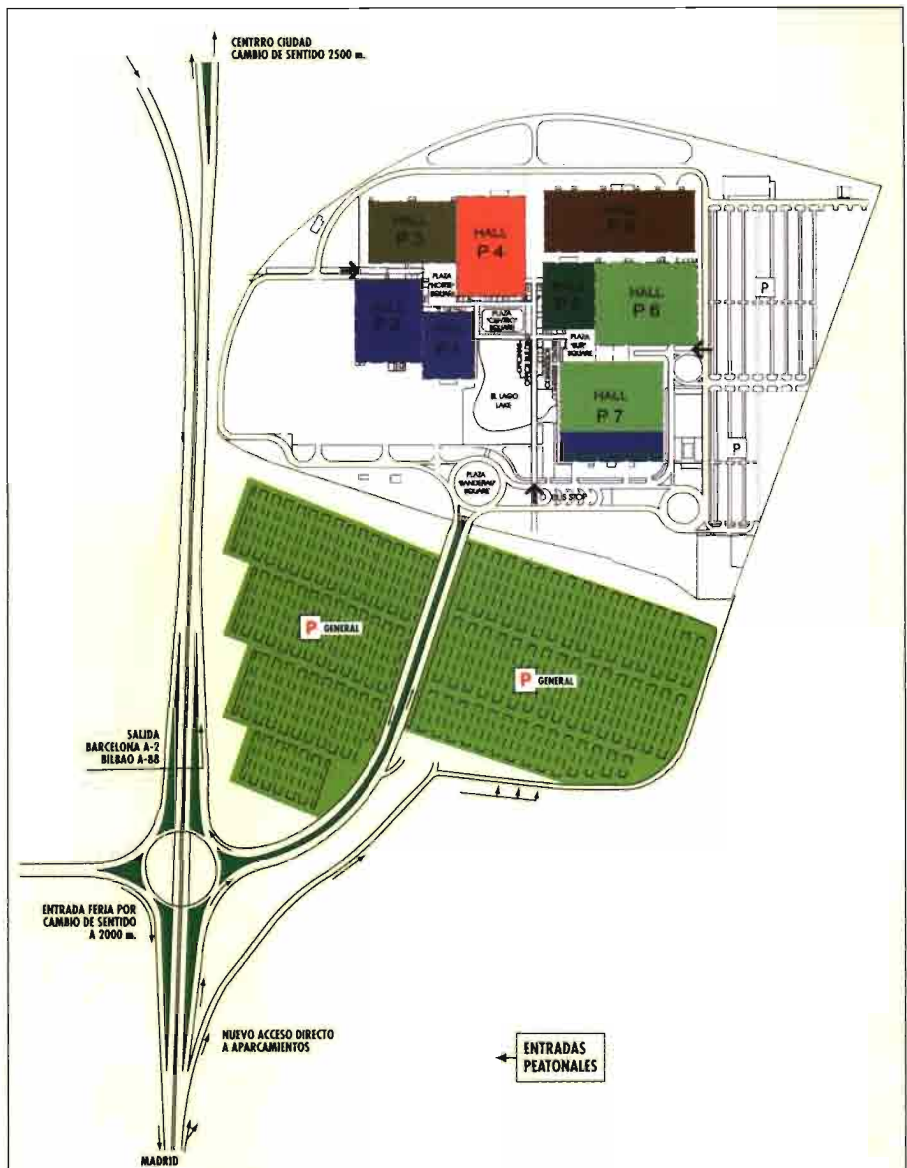 CENTRRO CIUDAD
CAMBIO DE SENTIDO 2500 m.
HALL
P 3
HALL
P 4
HALL
HALL
P 6
PLAZA
"NORTE"
SQUARE
PLAZA
"CENTRO"
SQUARE
PLAZA
"SUR"
SQUARE
P 2
EL LAGO
LAKE
HALL
P 7
P
P
PLAZA
"BANDERAS"
SQUARE
BUS STOP
P GENERAL
P GENERAL
SALIDA
BARCELONA A-2
BILBAO A-88
ENTRADA FERIA POR
CAMBIO DE SENTIDO
A 2000 m.
NUEVO ACCESO DIRECTO
A APARCAMIENTOS
ENTRADAS
PEATONALES
MADRID